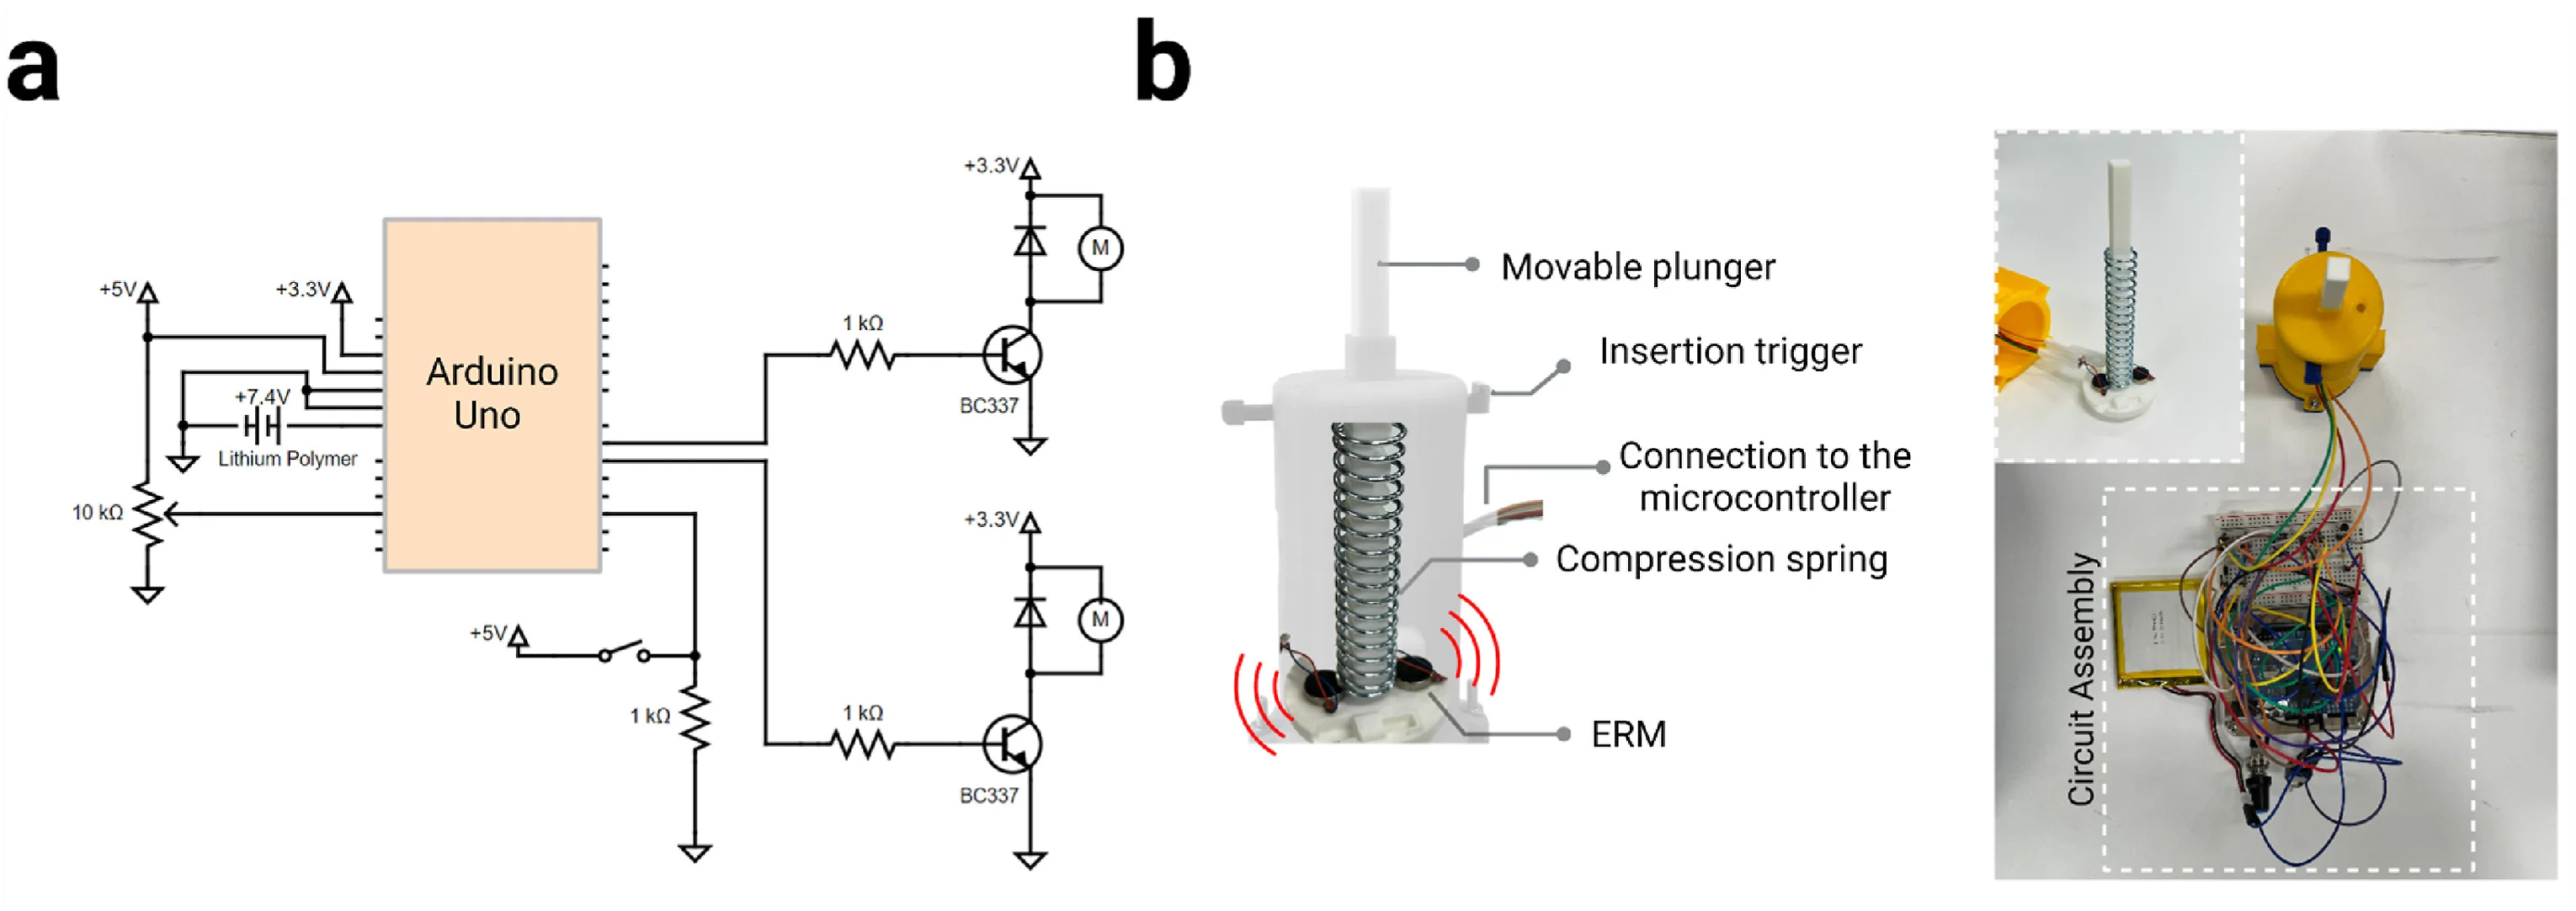 a
+3.3V
M
1 kΩ
BC337
+5V
+3.3V
Arduino
Uno
+7.4V
Lithium Polymer
10 kΩ
+3.3V
M
+5V
1 kΩ
1 kΩ
BC337
b
Movable plunger
Insertion trigger
Connection to the
microcontroller
Compression spring
ERM
Circuit Assembly